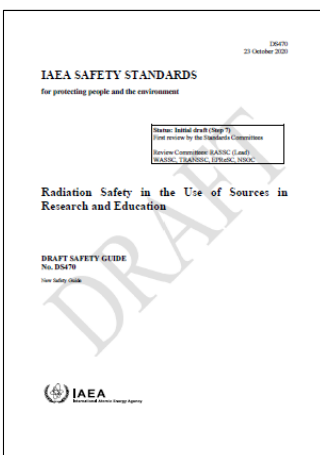 DS470
23 October 2020
IAEA SAFETY STANDARDS
for protecting people and the environment
Status: Initial draft (Step 7)
First review by the Standards Committees
Review Committees: RASSC (Lead)
WASSC, TRANSSC, EPReSC, NSOC
Radiation Safety in the Use of Sources in
Research and Education
DRAFT
DRAFT SAFETY GUIDE
No. DS470
New Safety Guide
IAEA
International Atomic Energy Agency